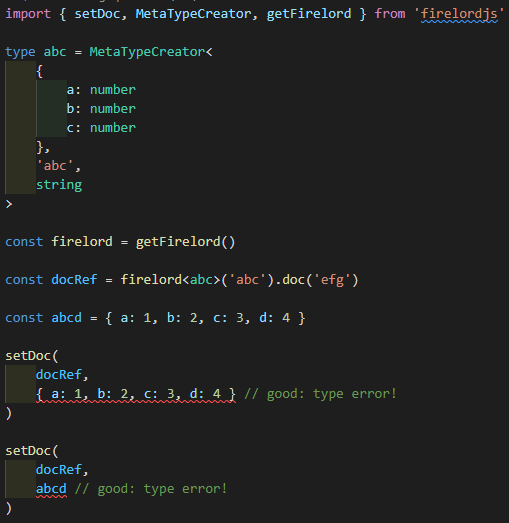 import { setDoc, MetaTypeCreator, getFirelord } from 'firelordjs'
type abc = MetaTypeCreator<
{
a: number
b: number
c: number
},
'abc',
string
>
const firelord = getFirelord()
const docRef = firelord<abc>('abc').doc('efg')
const abcd = { a: 1, b: 2, c: 3, d: 4 }
setDoc(
docRef,
{ a: 1, b: 2, c: 3, d: 4 } // good: type error!
)
setDoc(
docRef,
abcd // good: type error!
)